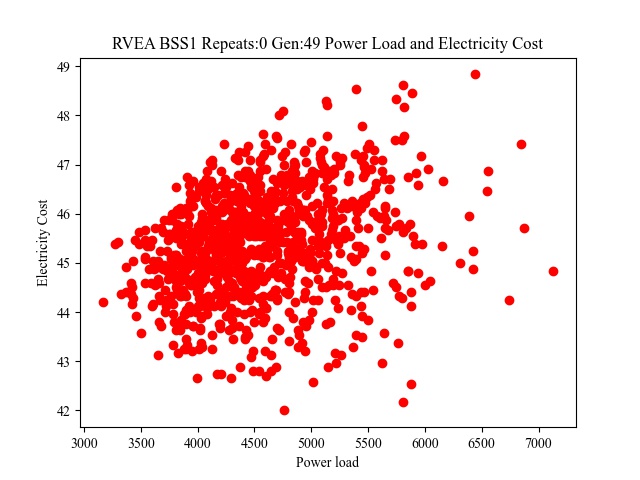 RVEA BSS1 Repeats:0 Gen:49 Power Load and Electricity Cost
49
48
47
46
45
44
43
42
Electricity Cost
3000 3500 4000 4500 5000 5500 6000 6500 7000
Power load